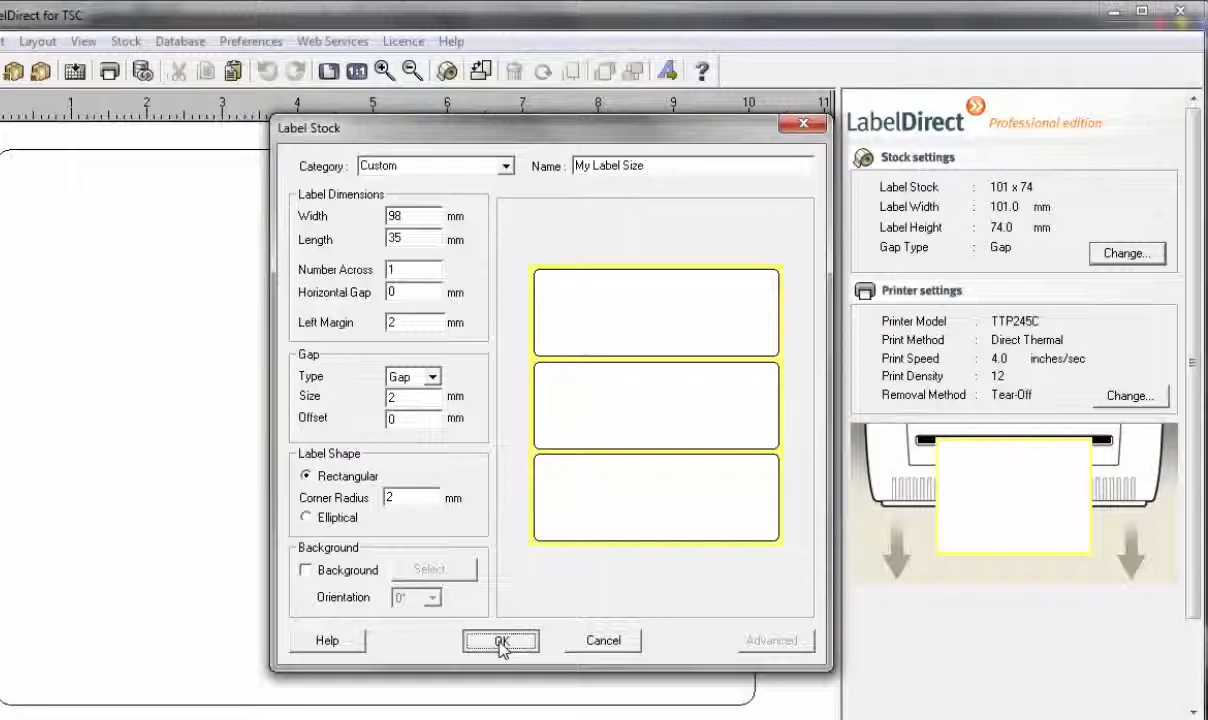 elDirect for TSC
t Layout View Stock Database Preferences Web Services Licence Help
1 2 3 4 5 6 7 8 9 10 11
Label Stock
Category : Custom Name : My Label Size
Label Dimensions
Width 98 mm
Length 35 mm
Number Across 1
Horizontal Gap 0 mm
Left Margin 2 mm
Gap
Type Gap
Size 2 mm
Offset 0 mm
Label Shape
Rectangular
Corner Radius 2 mm
Elliptical
Background
Background Select...
Orientation 0°
Help OK Cancel Advanced...
LabelDirect Professional edition
Stock settings
Label Stock : 101 x 74
Label Width : 101.0 mm
Label Height : 74.0 mm
Gap Type : Gap
Change...
Printer settings
Printer Model : TTP245C
Print Method : Direct Thermal
Print Speed : 4.0 inches/sec
Print Density : 12
Removal Method : Tear-Off
Change...